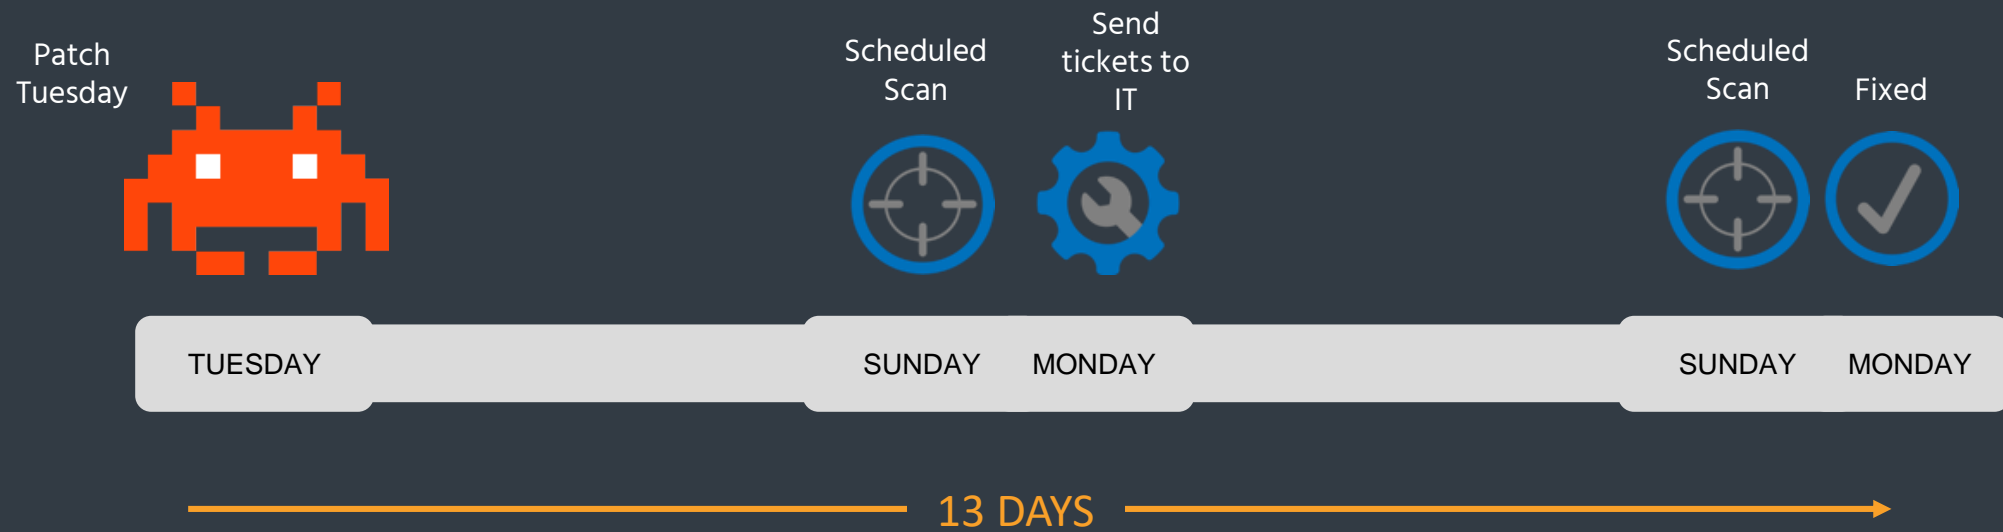 Patch
Tuesday
Scheduled
Scan
Send
tickets to
IT
Scheduled
Scan
Fixed
TUESDAY
SUNDAY
MONDAY
SUNDAY
MONDAY
13 DAYS